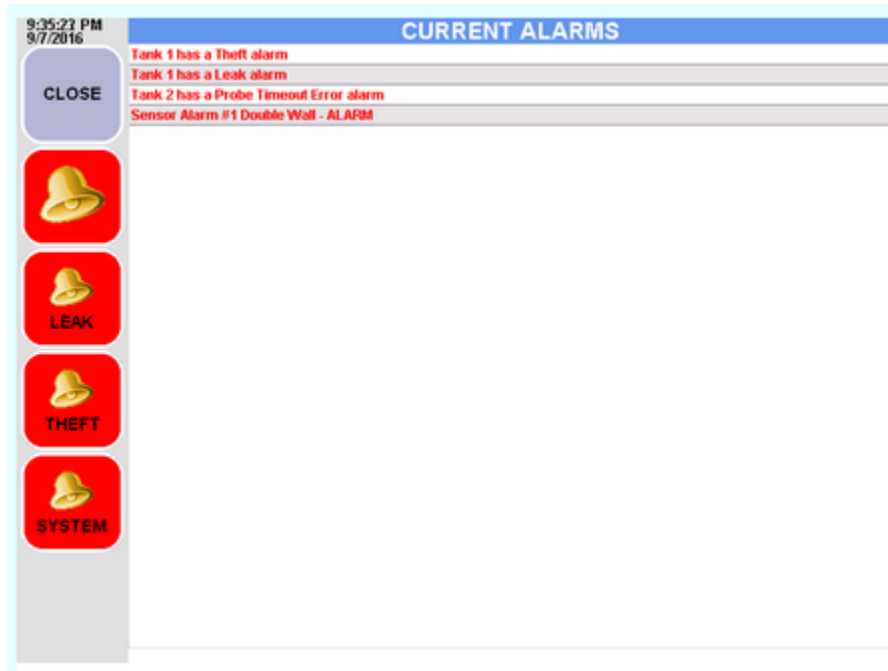 9:35:23 PM
9/7/2016
CURRENT ALARMS
CLOSE
Tank 1 has a Theft alarm
Tank 1 has a Leak alarm
Tank 2 has a Probe Timeout Error alarm
Sensor Alarm #1 Double Wall - ALARM
LEAK
THEFT
SYSTEM